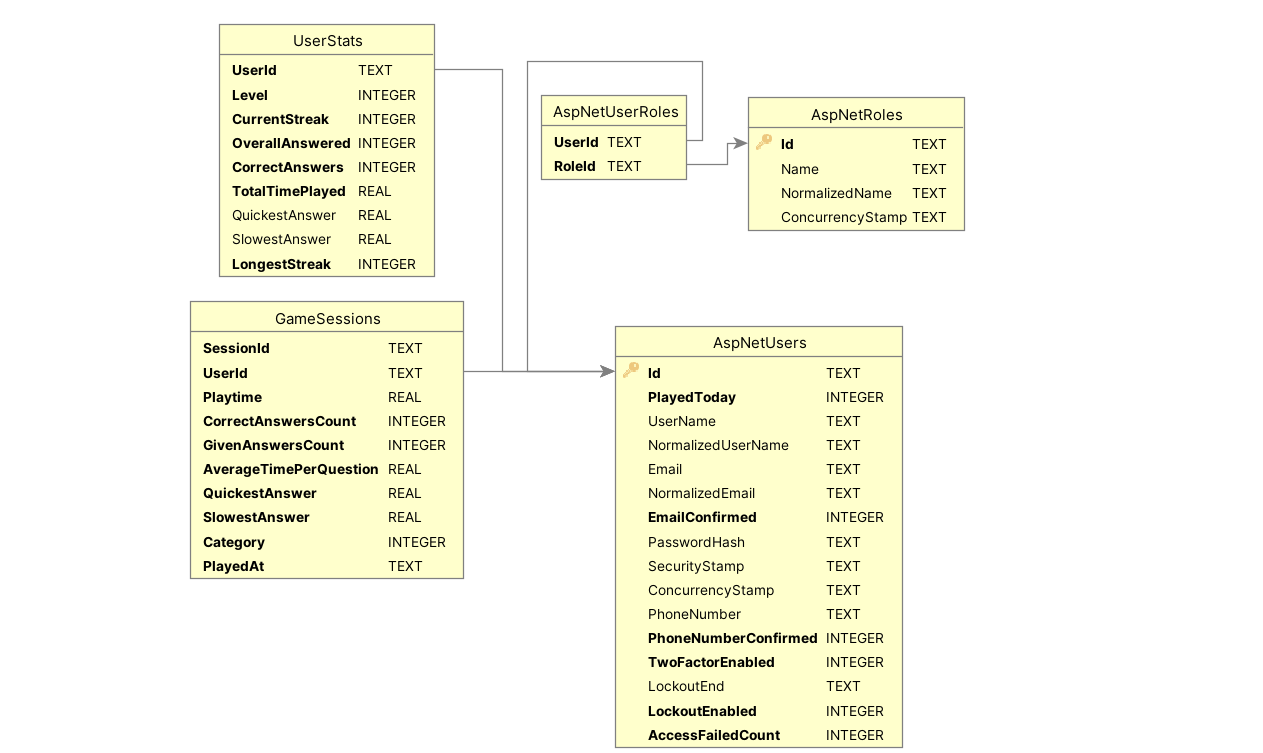 UserStats
UserId TEXT
Level INTEGER
CurrentStreak INTEGER
OverallAnswered INTEGER
CorrectAnswers INTEGER
TotalTimePlayed REAL
QuickestAnswer REAL
SlowestAnswer REAL
LongestStreak INTEGER
AspNetUserRoles
UserId TEXT
RoleId TEXT
AspNetRoles
Id TEXT
Name TEXT
NormalizedName TEXT
ConcurrencyStamp TEXT
GameSessions
SessionId TEXT
UserId TEXT
Playtime REAL
CorrectAnswersCount INTEGER
GivenAnswersCount INTEGER
AverageTimePerQuestion REAL
QuickestAnswer REAL
SlowestAnswer REAL
Category INTEGER
PlayedAt TEXT
AspNetUsers
Id TEXT
PlayedToday INTEGER
UserName TEXT
NormalizedUserName TEXT
Email TEXT
NormalizedEmail TEXT
EmailConfirmed INTEGER
PasswordHash TEXT
SecurityStamp TEXT
ConcurrencyStamp TEXT
PhoneNumber TEXT
PhoneNumberConfirmed INTEGER
TwoFactorEnabled INTEGER
LockoutEnd TEXT
LockoutEnabled INTEGER
AccessFailedCount INTEGER